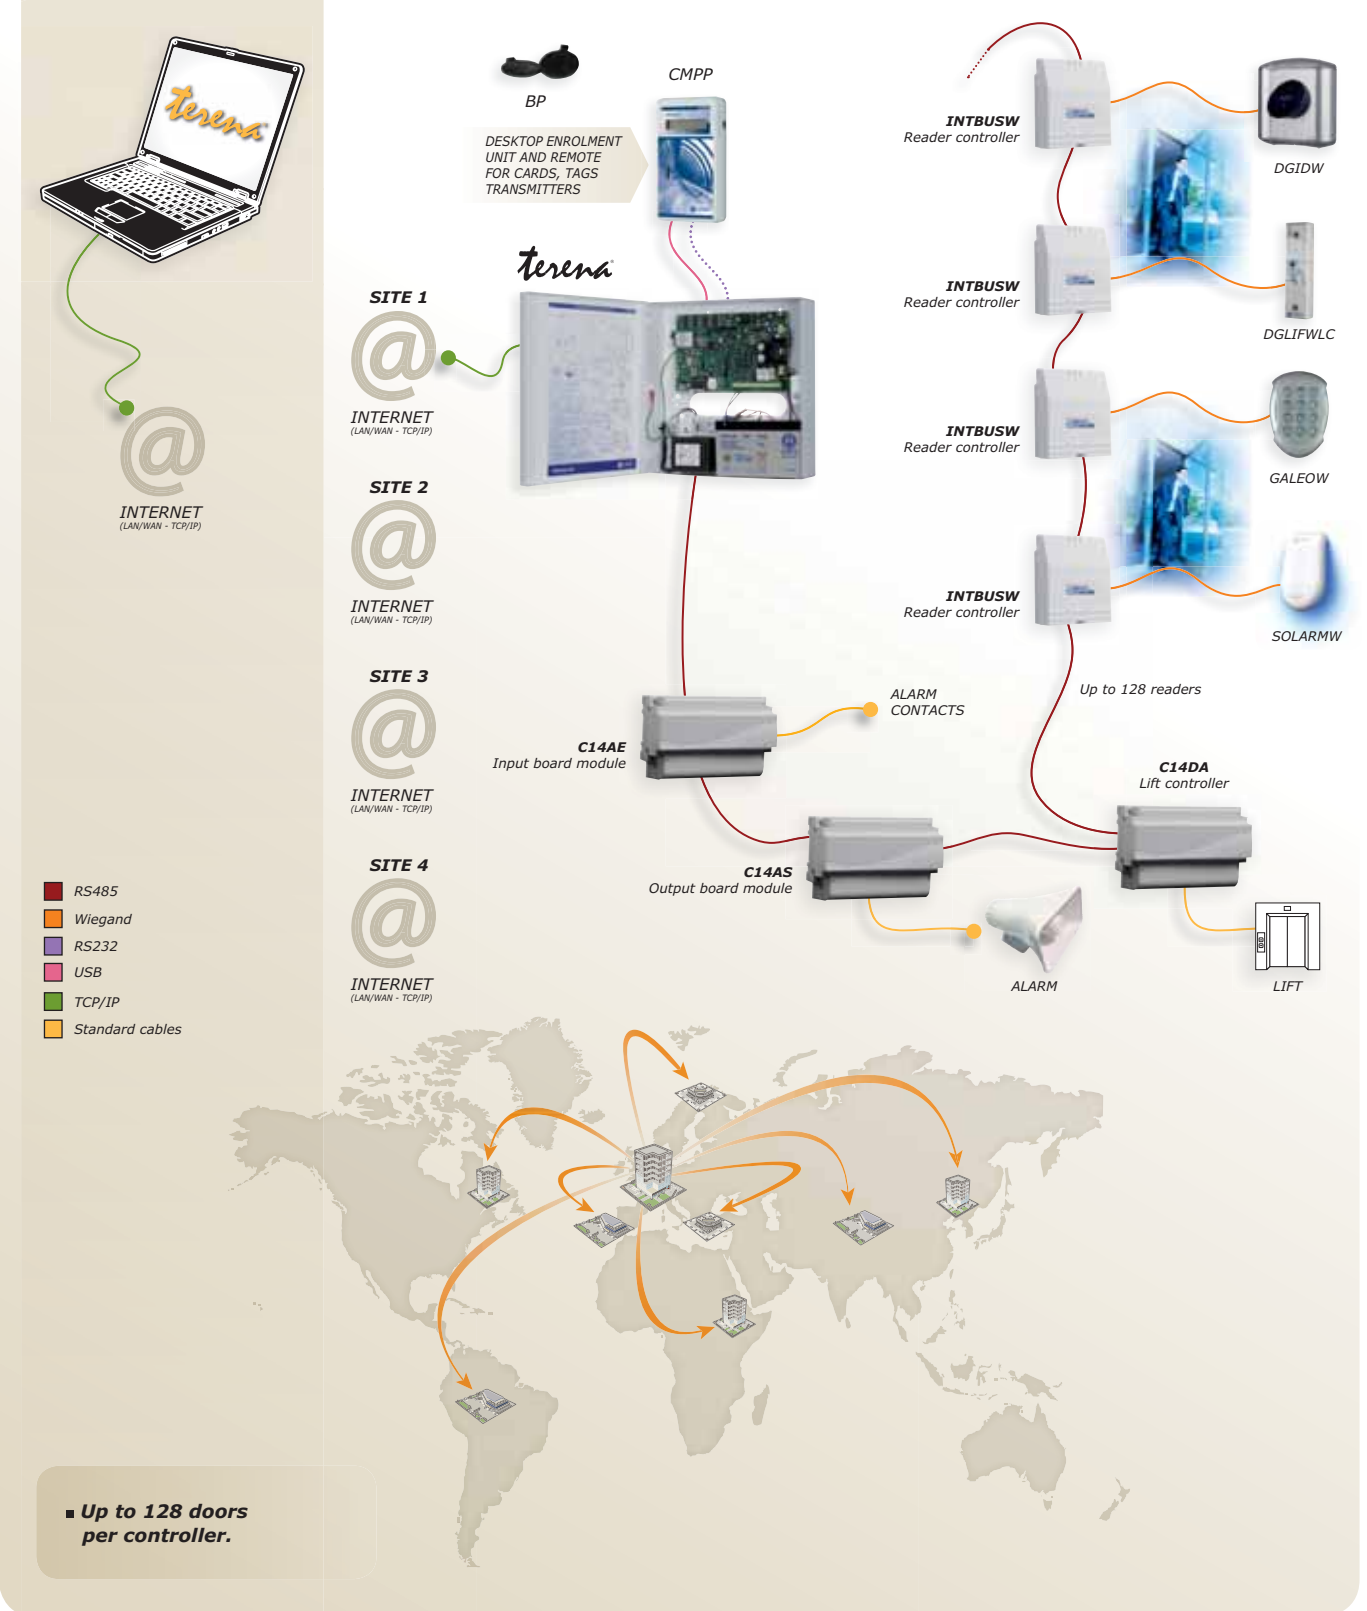 terena
INTERNET
(LAN/WAN - TCP/IP)
RS485
Wiegand
RS232
USB
TCP/IP
Standard cables
BP
CMPP
DESKTOP ENROLMENT
UNIT AND REMOTE
FOR CARDS, TAGS
TRANSMITTERS
terena
SITE 1
INTERNET
(LAN/WAN - TCP/IP)
SITE 2
INTERNET
(LAN/WAN - TCP/IP)
SITE 3
INTERNET
(LAN/WAN - TCP/IP)
SITE 4
INTERNET
(LAN/WAN - TCP/IP)
INTBUSW
Reader controller
DGIDW
INTBUSW
Reader controller
DGLIFWLC
INTBUSW
Reader controller
GALEOW
INTBUSW
Reader controller
SOLARMW
Up to 128 readers
ALARM
CONTACTS
C14AE
Input board module
C14DA
Lift controller
C14AS
Output board module
ALARM
LIFT
Up to 128 doors
per controller.